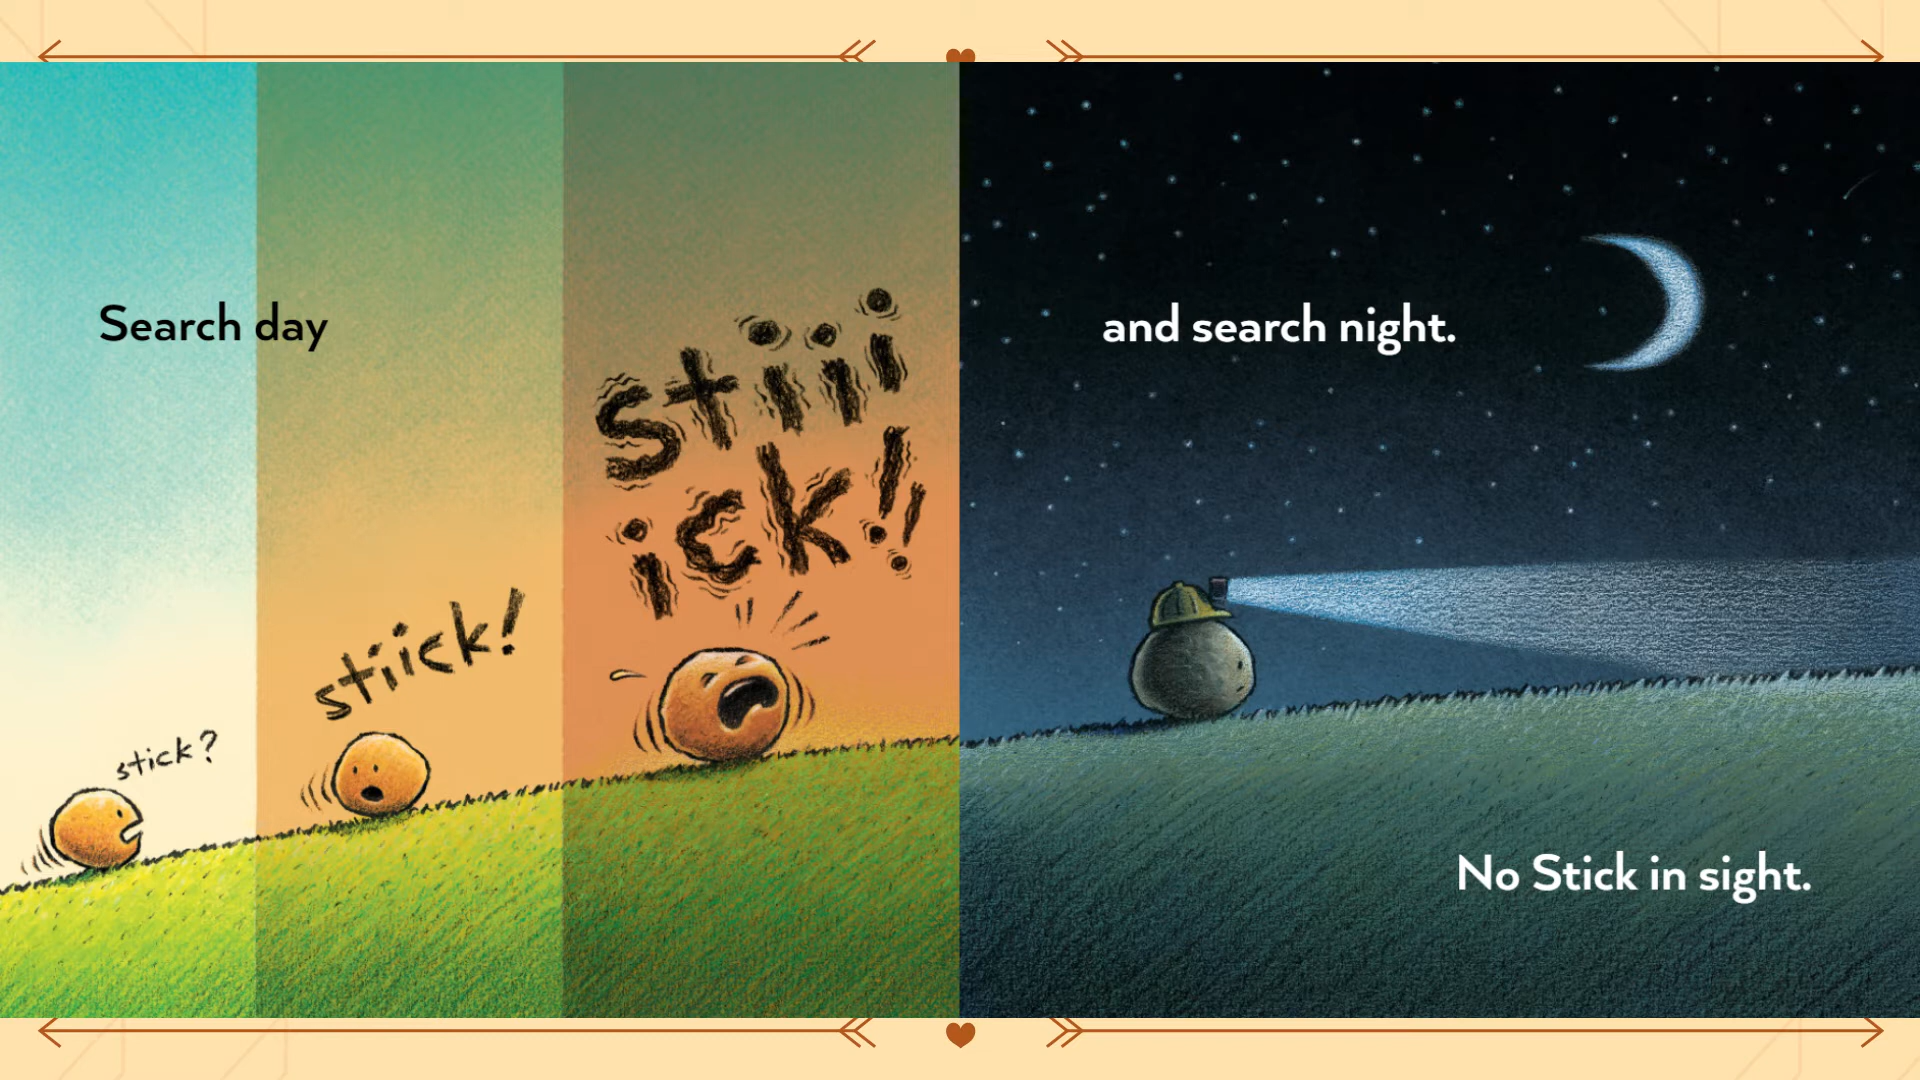 Search day
stick?
stiick!
stiii
ick!!
and search night.
No Stick in sight.